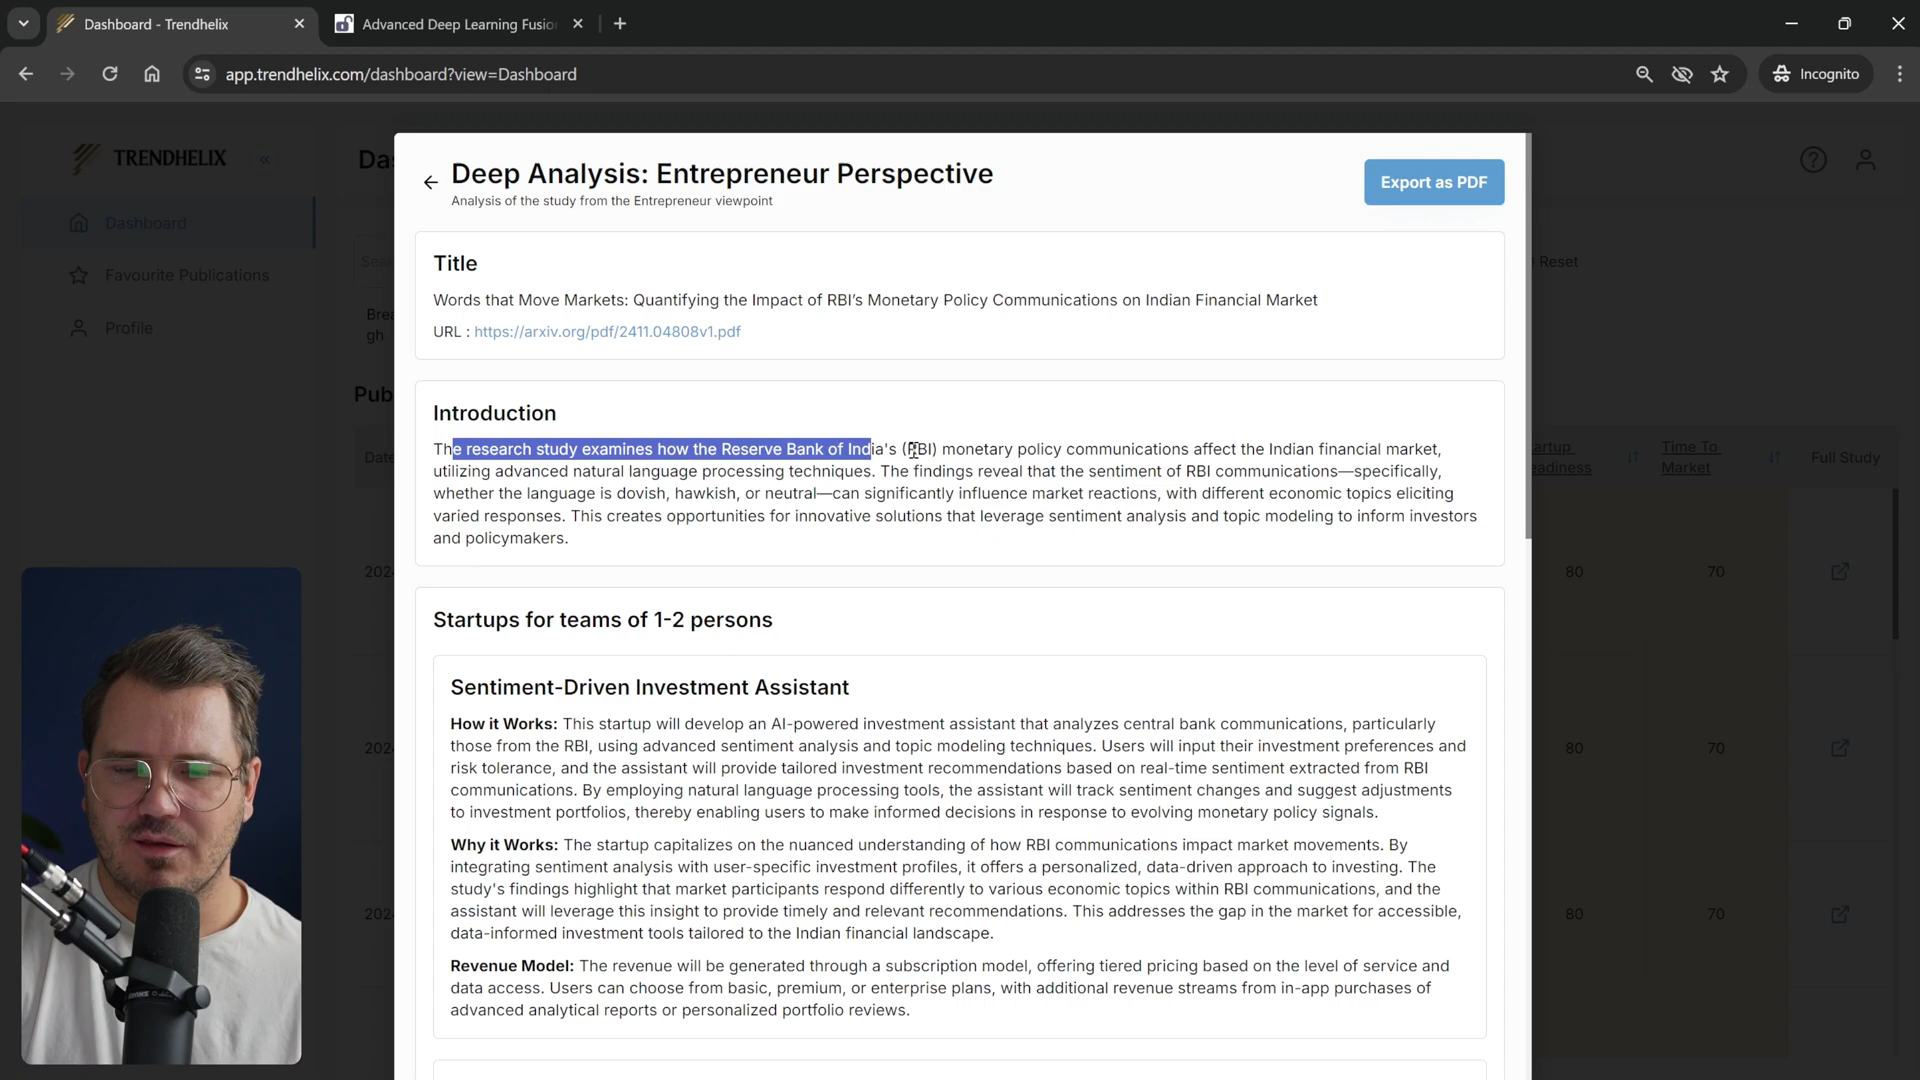 Dashboard - Trendhelix
Advanced Deep Learning Fusio
app.trendhelix.com/dashboard?view=Dashboard
Incognito
TRENDHELIX
Dashboard
Favourite Publications
Profile
Da
Sea
Brea
gh
Pub
Date
202
202
202
Deep Analysis: Entrepreneur Perspective
Analysis of the study from the Entrepreneur viewpoint
Export as PDF
Title
Words that Move Markets: Quantifying the Impact of RBI's Monetary Policy Communications on Indian Financial Market
URL : https://arxiv.org/pdf/2411.04808v1.pdf
Introduction
The research study examines how the Reserve Bank of India's (RBI) monetary policy communications affect the Indian financial market,
utilizing advanced natural language processing techniques. The findings reveal that the sentiment of RBI communications—specifically,
whether the language is dovish, hawkish, or neutral—can significantly influence market reactions, with different economic topics eliciting
varied responses. This creates opportunities for innovative solutions that leverage sentiment analysis and topic modeling to inform investors
and policymakers.
Startups for teams of 1-2 persons
Sentiment-Driven Investment Assistant
How it Works: This startup will develop an AI-powered investment assistant that analyzes central bank communications, particularly
those from the RBI, using advanced sentiment analysis and topic modeling techniques. Users will input their investment preferences and
risk tolerance, and the assistant will provide tailored investment recommendations based on real-time sentiment extracted from RBI
communications. By employing natural language processing tools, the assistant will track sentiment changes and suggest adjustments
to investment portfolios, thereby enabling users to make informed decisions in response to evolving monetary policy signals.
Why it Works: The startup capitalizes on the nuanced understanding of how RBI communications impact market movements. By
integrating sentiment analysis with user-specific investment profiles, it offers a personalized, data-driven approach to investing. The
study's findings highlight that market participants respond differently to various economic topics within RBI communications, and the
assistant will leverage this insight to provide timely and relevant recommendations. This addresses the gap in the market for accessible,
data-informed investment tools tailored to the Indian financial landscape.
Revenue Model: The revenue will be generated through a subscription model, offering tiered pricing based on the level of service and
data access. Users can choose from basic, premium, or enterprise plans, with additional revenue streams from in-app purchases of
advanced analytical reports or personalized portfolio reviews.
Reset
artup
eadiness
Time To
Market
Full Study
80
70
80
70
80
70